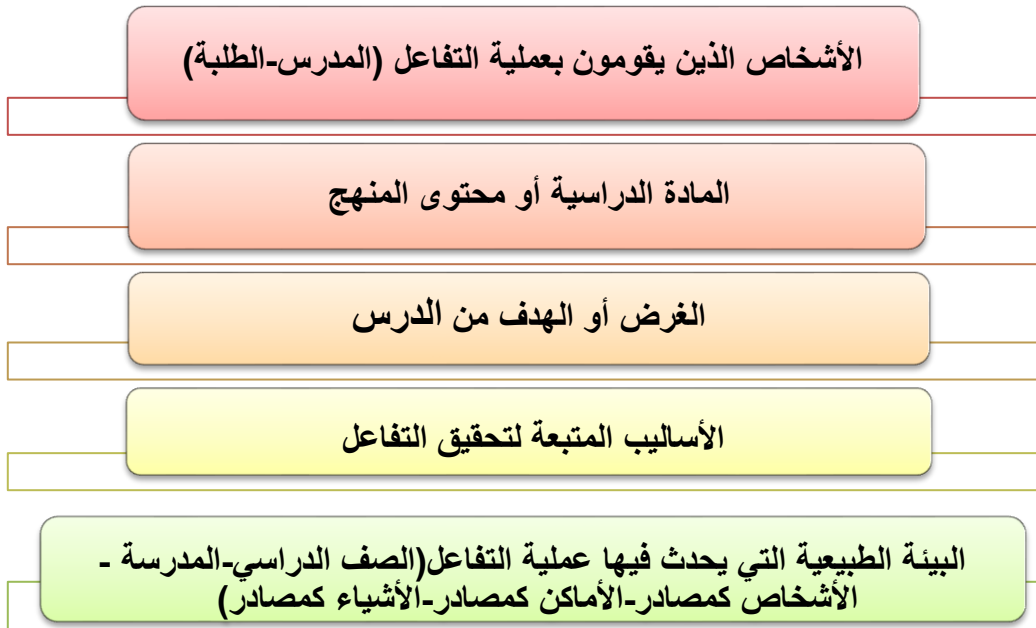 الأشخاص الذين يقومون بعملية التفاعل (المدرس-الطلبة)
المادة الدراسية أو محتوى المنهج
الغرض أو الهدف من الدرس
الأساليب المتبعة لتحقيق التفاعل
البيئة الطبيعية التي يحدث فيها عملية التفاعل(الصف الدراسي-المدرسة -
الأشخاص كمصادر-الأماكن كمصادر-الأشياء كمصادر)